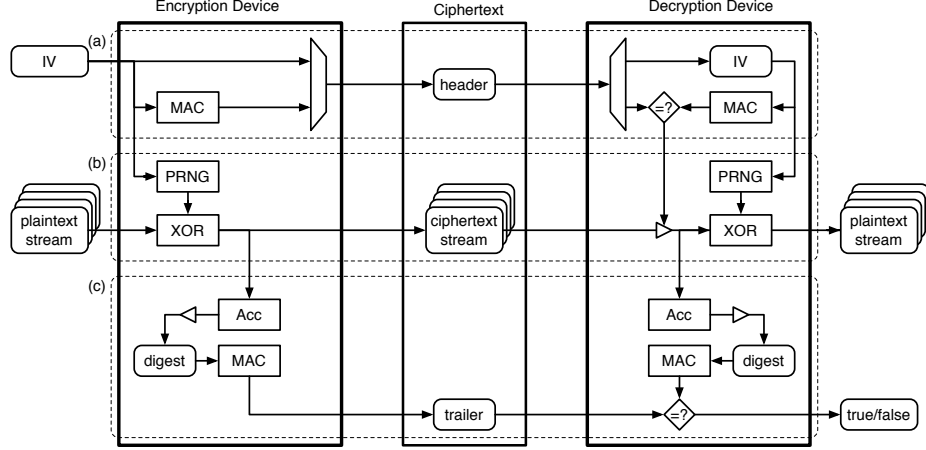 Encryption Device
Ciphertext
Decryption Device
(a)
IV
MAC
header
IV
=?
MAC
(b)
PRNG
PRNG
plaintext
stream
XOR
ciphertext
stream
XOR
plaintext
stream
(c)
Acc
Acc
digest
MAC
MAC
digest
trailer
=?
true/false